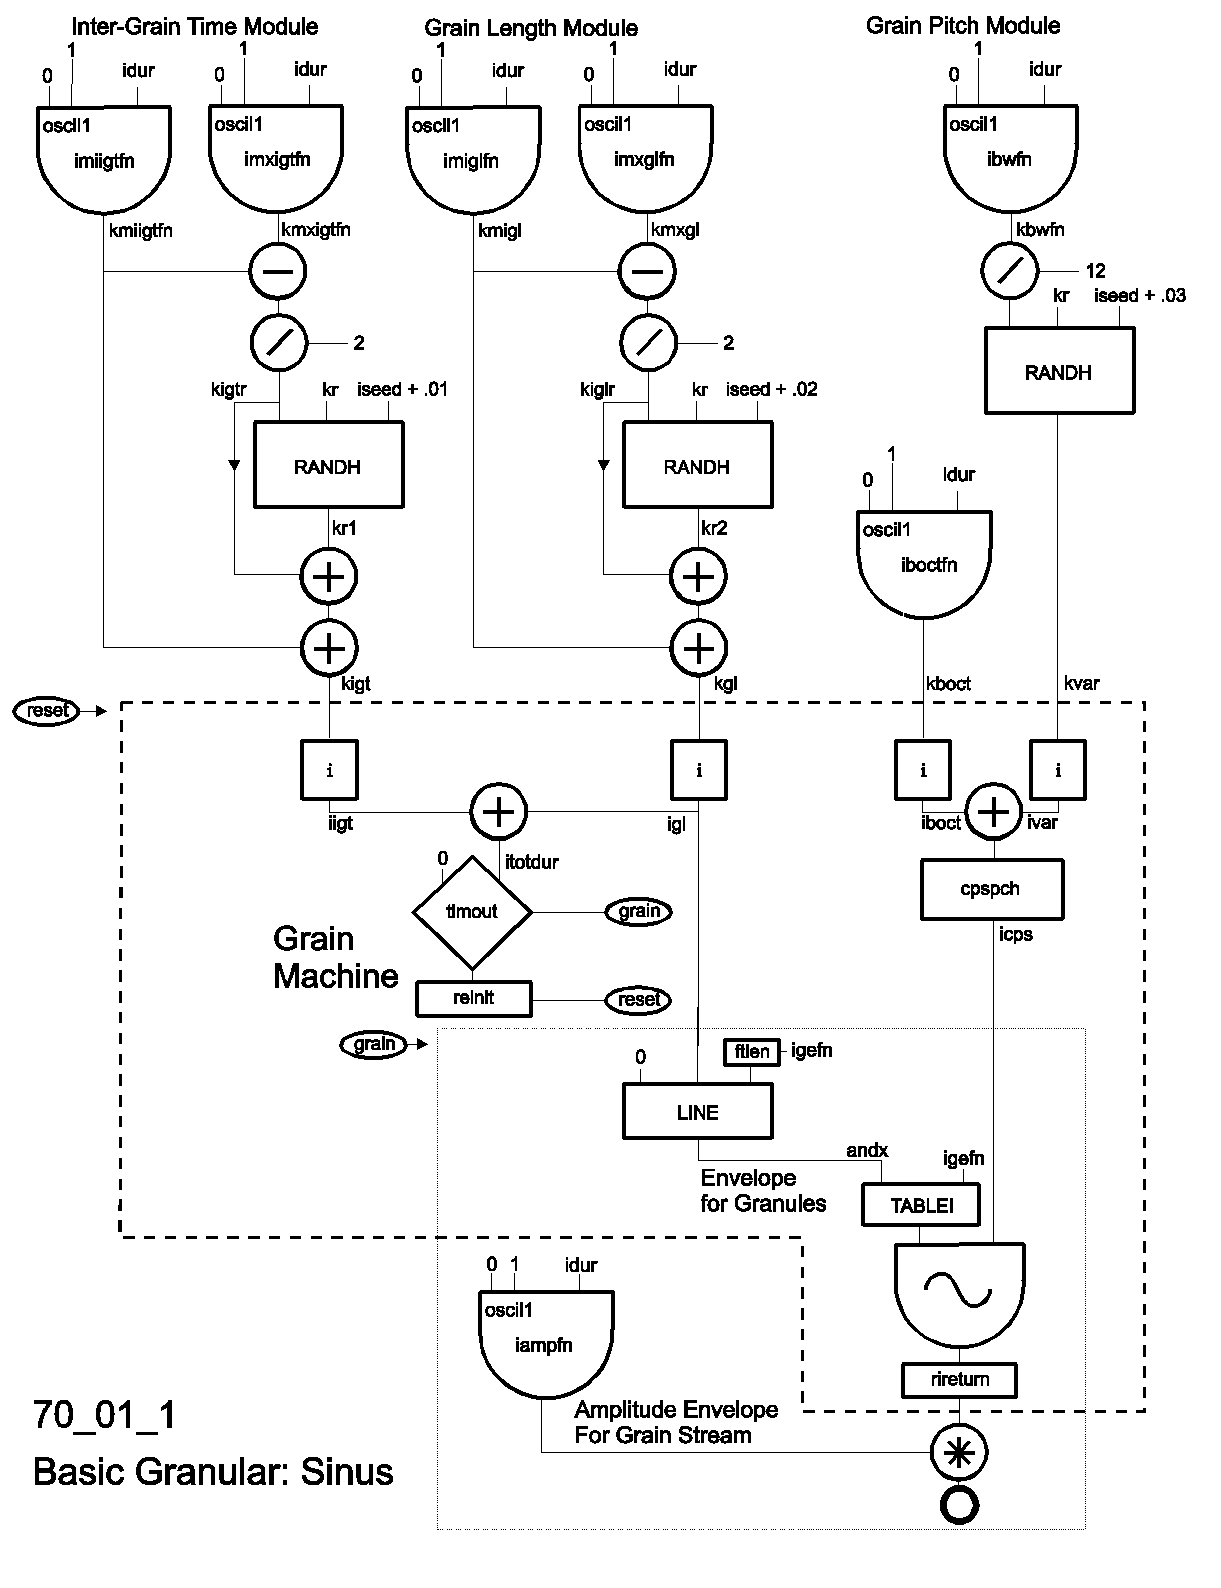 Inter-Grain Time Module
Grain Length Module
Grain Pitch Module
0 1 idur
oscil1
imiigtfn
kmiigtfn
0 1 idur
oscil1
imxigtfn
kmxigtfn
0 1 idur
oscil1
imiglfn
kmigl
0 1 idur
oscil1
imxglfn
kmxgl
0 1 idur
oscil1
ibwfn
kbwfn
12
kr iseed + .03
RANDH
2
kigtr kr iseed + .01
RANDH
kr1
2
kiglr kr iseed + .02
RANDH
kr2
0 1 idur
oscil1
iboctfn
kigt
kgl
kboct
kvar
reset
i
i
i
i
iigt
igl
iboct
ivar
0
itotdur
timout
grain
cpspch
icps
Grain
Machine
reinit
reset
grain
0
ftlen
igefn
LINE
andx
igefn
Envelope
for Granules
TABLEI
0 1 idur
oscil1
iampfn
rireturn
Amplitude Envelope
For Grain Stream
70_01_1
Basic Granular: Sinus